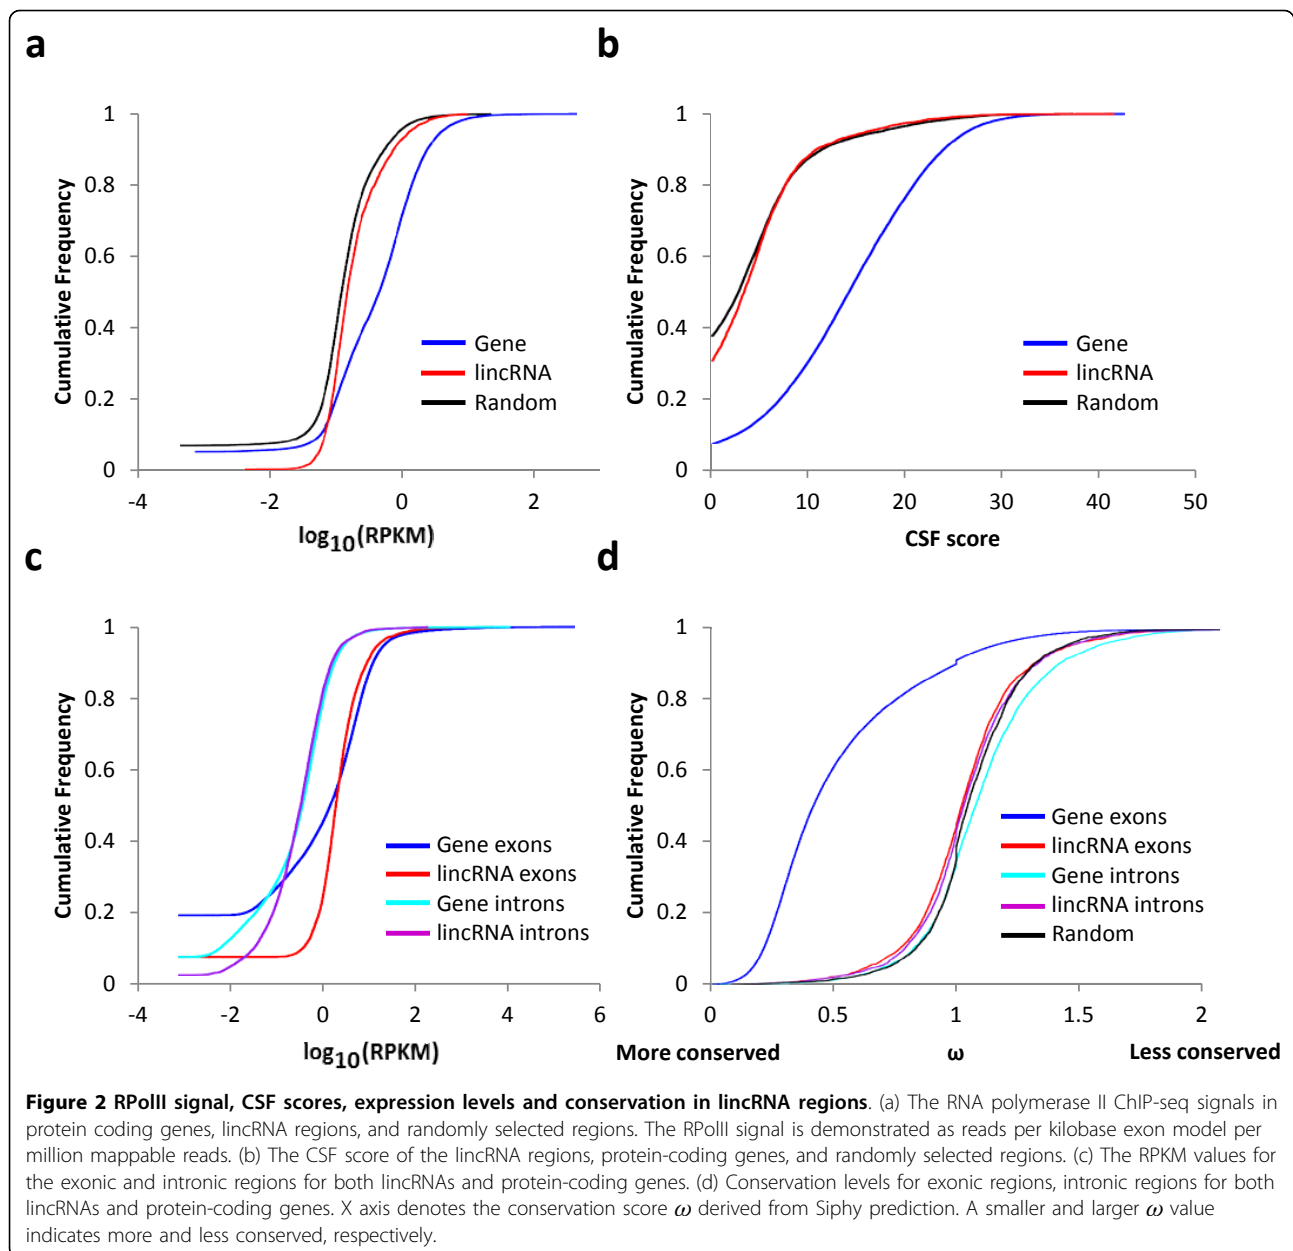 a
Cumulative Frequency
1
0.8
0.6
0.4
0.2
0
-4
-2
0
2
log10(RPKM)
Gene
lincRNA
Random
b
Cumulative Frequency
1
0.8
0.6
0.4
0.2
0
0
10
20
30
40
50
CSF score
Gene
lincRNA
Random
c
Cumulative Frequency
1
0.8
0.6
0.4
0.2
0
-4
-2
0
2
4
6
log10(RPKM)
Gene exons
lincRNA exons
Gene introns
lincRNA introns
d
Cumulative Frequency
1
0.8
0.6
0.4
0.2
0
0
0.5
1
1.5
2
More conserved
ω
Less conserved
Gene exons
lincRNA exons
Gene introns
lincRNA introns
Random
Figure 2 RPolII signal, CSF scores, expression levels and conservation in lincRNA regions. (a) The RNA polymerase II ChIP-seq signals in
protein coding genes, lincRNA regions, and randomly selected regions. The RPolII signal is demonstrated as reads per kilobase exon model per
million mappable reads. (b) The CSF score of the lincRNA regions, protein-coding genes, and randomly selected regions. (c) The RPKM values for
the exonic and intronic regions for both lincRNAs and protein-coding genes. (d) Conservation levels for exonic regions, intronic regions for both
lincRNAs and protein-coding genes. X axis denotes the conservation score ω derived from Siphy prediction. A smaller and larger ω value
indicates more and less conserved, respectively.